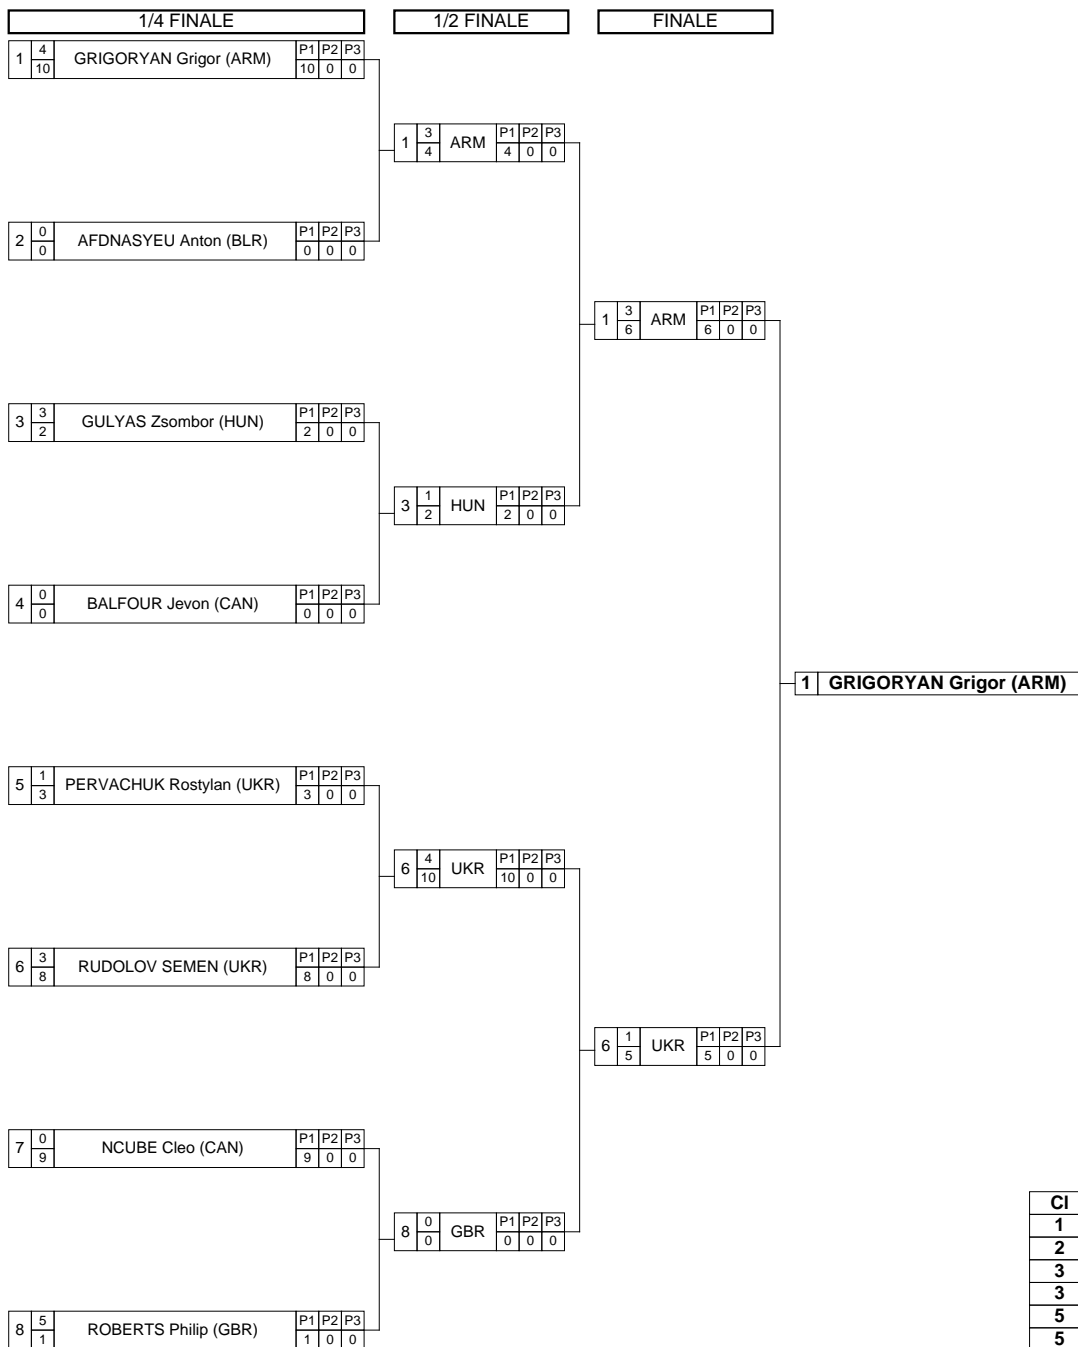 1/4 FINALE 1/2 FINALE FINALE
1 4 10 GRIGORYAN Grigor (ARM) P1 P2 P3 10 0 0
1 3 4 ARM P1 P2 P3 4 0 0
2 0 0 AFDNASYEU Anton (BLR) P1 P2 P3 0 0 0
1 3 6 ARM P1 P2 P3 6 0 0
3 3 2 GULYAS Zsombor (HUN) P1 P2 P3 2 0 0
3 1 2 HUN P1 P2 P3 2 0 0
4 0 0 BALFOUR Jevon (CAN) P1 P2 P3 0 0 0
1 GRIGORYAN Grigor (ARM)
5 1 3 PERVACHUK Rostylan (UKR) P1 P2 P3 3 0 0
6 4 10 UKR P1 P2 P3 10 0 0
6 3 8 RUDOLOV SEMEN (UKR) P1 P2 P3 8 0 0
6 1 5 UKR P1 P2 P3 5 0 0
7 0 9 NCUBE Cleo (CAN) P1 P2 P3 9 0 0
8 0 0 GBR P1 P2 P3 0 0 0
8 5 1 ROBERTS Philip (GBR) P1 P2 P3 1 0 0
Cl
1
2
3
3
5
5